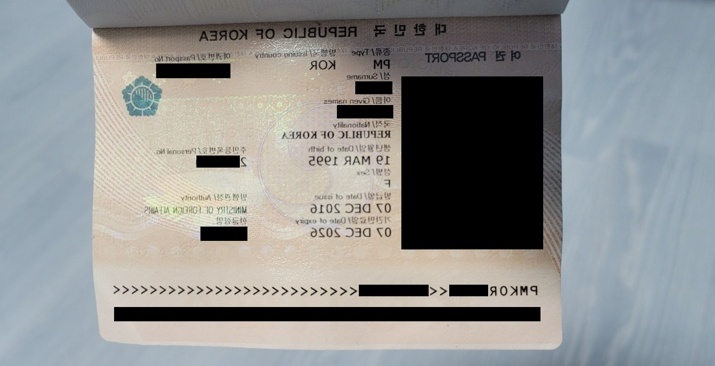 대 한 민 국 REPUBLIC OF KOREA
여 권 PASSPORT
종류/ Type 발행국/ Issuing country 여권번호/ Passport No.
PM KOR
성/ Surname
이름/ Given names
국적/ Nationality
REPUBLIC OF KOREA
생년월일/ Date of birth 주민등록번호/ Personal No.
19 MAR 1995 2
성별/ Sex
F
발급일/ Date of issue 발행관청/ Authority
07 DEC 2016 MINISTRY OF FOREIGN AFFAIRS
기간만료일/ Date of expiry 한글성명
07 DEC 2026